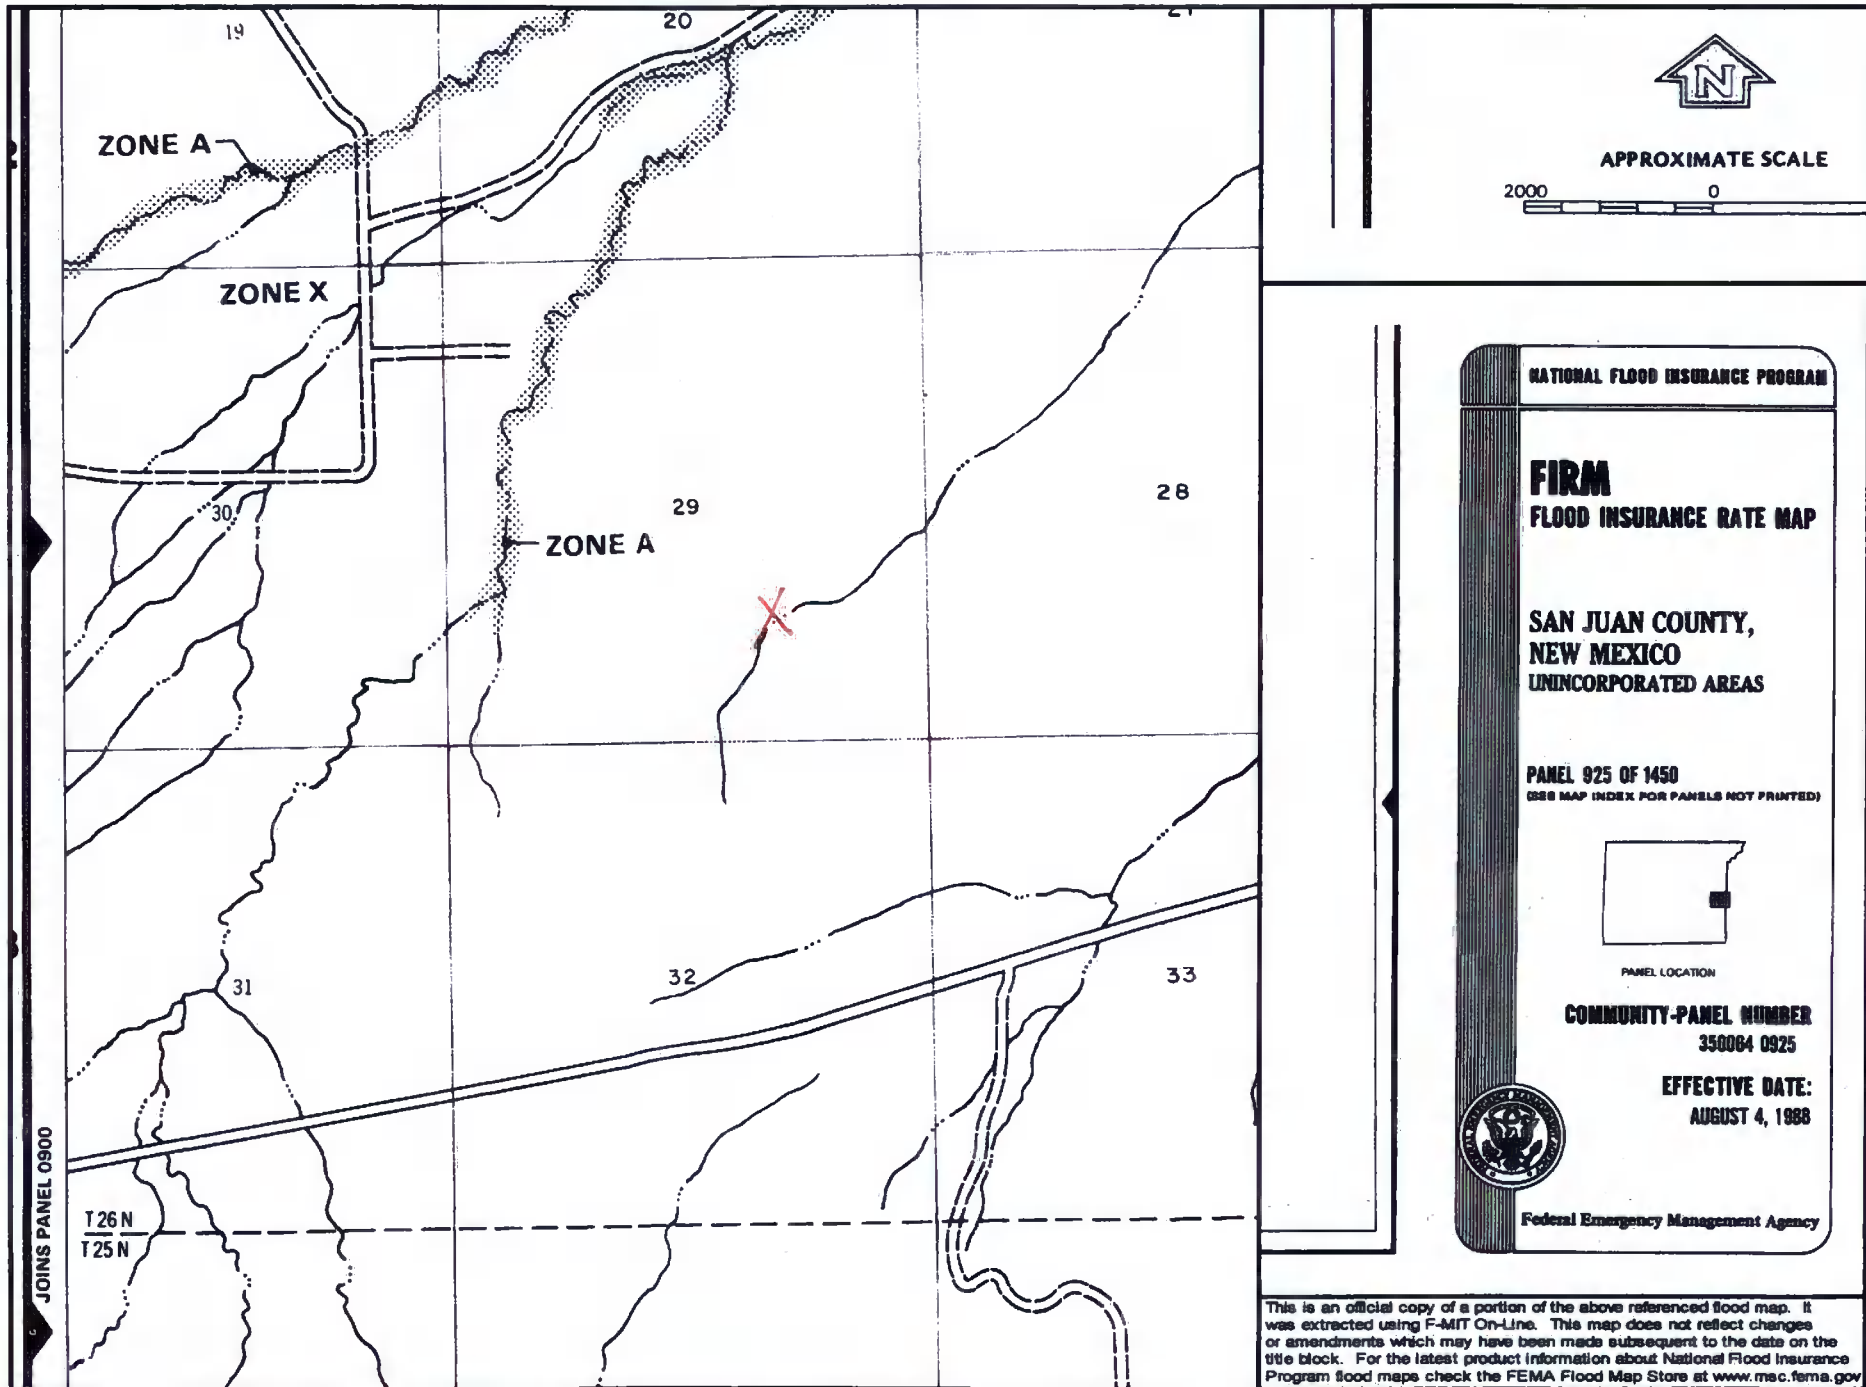 19
20
ZONE A
ZONE X
29
28
30
ZONE A
32
33
31
JOINS PANEL 0900
T26N
T25N
N
APPROXIMATE SCALE
2000 0
NATIONAL FLOOD INSURANCE PROGRAM
FIRM
FLOOD INSURANCE RATE MAP
SAN JUAN COUNTY,
NEW MEXICO
UNINCORPORATED AREAS
PANEL 925 OF 1450
(SEE MAP INDEX FOR PANELS NOT PRINTED)
PANEL LOCATION
COMMUNITY-PANEL NUMBER
350064 0925
EFFECTIVE DATE:
AUGUST 4, 1988
Federal Emergency Management Agency
This is an official copy of a portion of the above referenced flood map. It
was extracted using F-MIT On-Line. This map does not reflect changes
or amendments which may have been made subsequent to the date on the
title block. For the latest product information about National Flood Insurance
Program flood maps check the FEMA Flood Map Store at www.msc.fema.gov